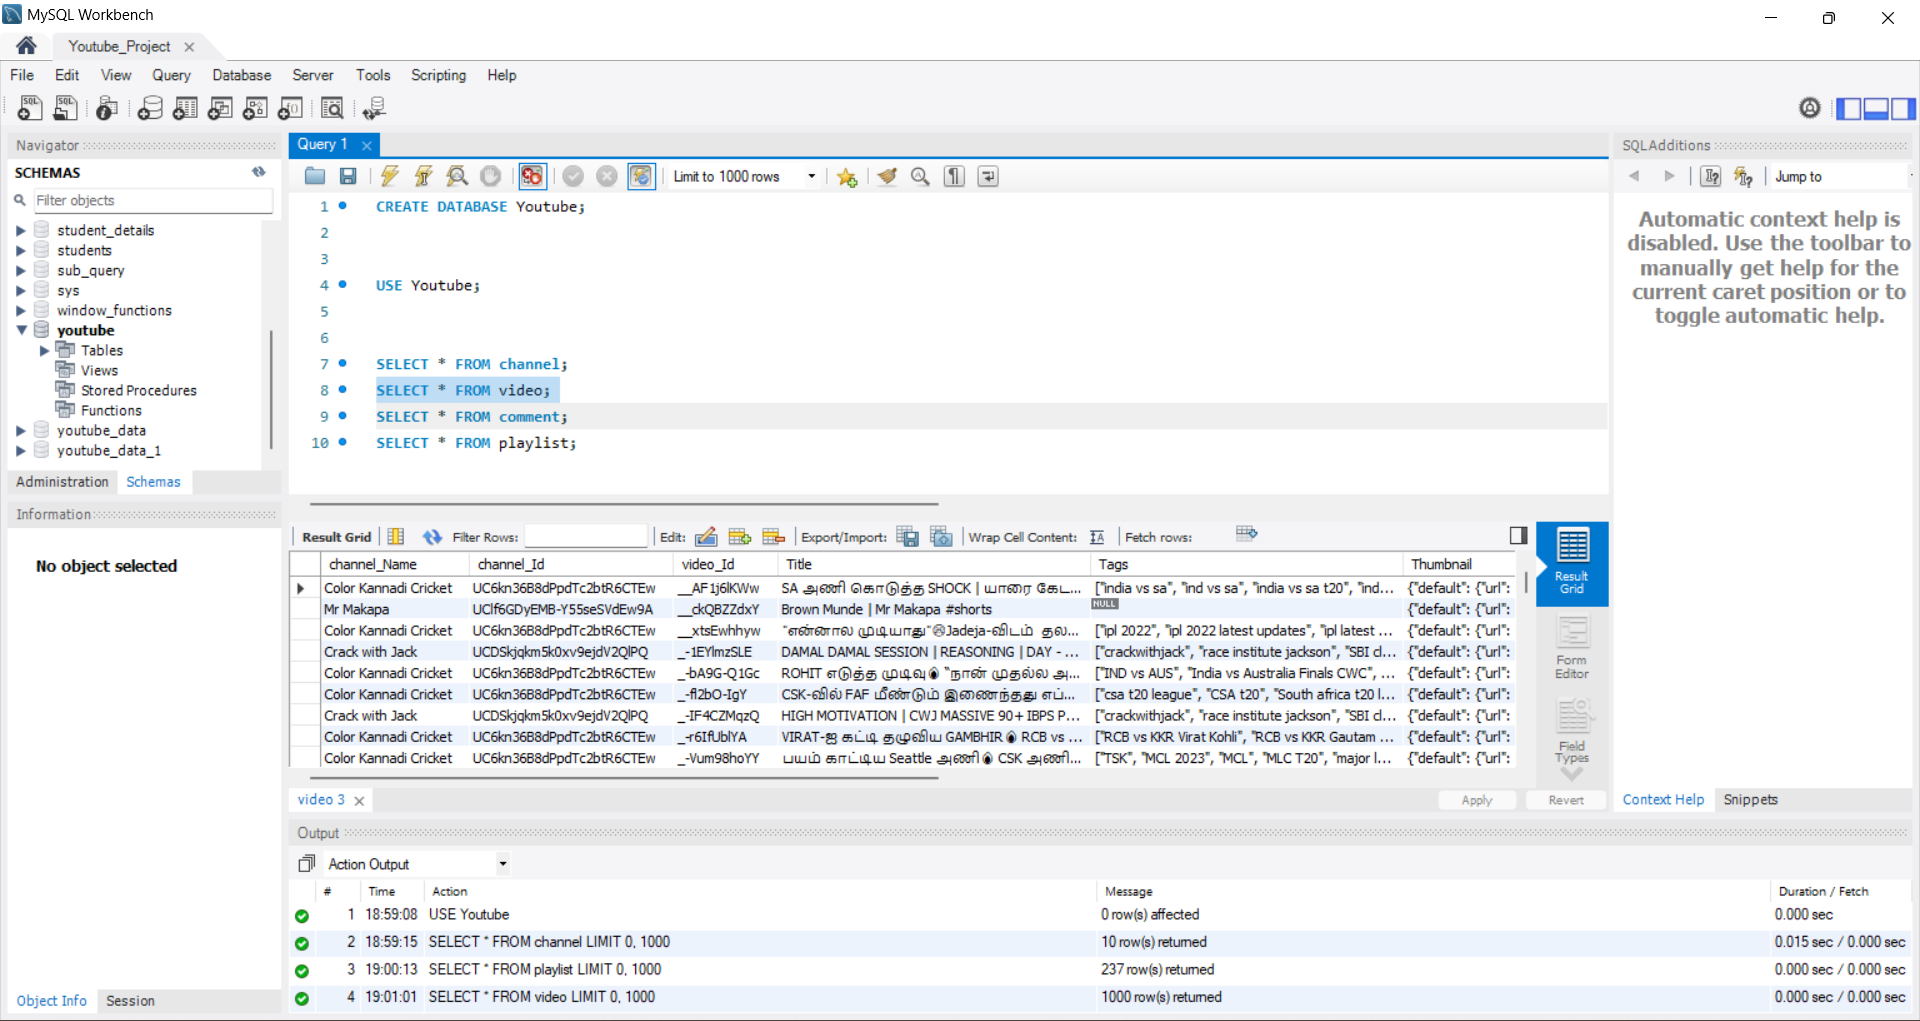 MySQL Workbench
Youtube_Project
File Edit View Query Database Server Tools Scripting Help
Navigator
SCHEMAS
Filter objects
student_details
students
sub_query
sys
window_functions
youtube
Tables
Views
Stored Procedures
Functions
youtube_data
youtube_data_1
Administration Schemas
Information
No object selected
Object Info Session
Query 1
Limit to 1000 rows
1 CREATE DATABASE Youtube;
2
3
4 USE Youtube;
5
6
7 SELECT * FROM channel;
8 SELECT * FROM video;
9 SELECT * FROM comment;
10 SELECT * FROM playlist;
Result Grid Filter Rows: Edit: Export/Import: Wrap Cell Content: Fetch rows:
channel_Name channel_Id video_Id Title Tags Thumbnail
Color Kannadi Cricket UC6kn36B8dPpdTc2btR6CTEw __AF1j6lKWw SA அணி கொடுத்த SHOCK | யாரை கேட... ["india vs sa", "ind vs sa", "india vs sa t20", "ind... {"default": {"url":
Mr Makapa UClf6GDyEMB-Y55seSVdEw9A __ckQBZZdxY Brown Munde | Mr Makapa #shorts NULL {"default": {"url":
Color Kannadi Cricket UC6kn36B8dPpdTc2btR6CTEw __xtsEwhhyw "என்னால முடியாது"😢Jadeja-விடம் தல... ["ipl 2022", "ipl 2022 latest updates", "ipl latest ... {"default": {"url":
Crack with Jack UCDSkjqkm5k0xv9ejdV2QlPQ _-1EYlmzSLE DAMAL DAMAL SESSION | REASONING | DAY - ... ["crackwithjack", "race institute jackson", "SBI cl... {"default": {"url":
Color Kannadi Cricket UC6kn36B8dPpdTc2btR6CTEw _-bA9G-Q1Gc ROHIT எடுத்த முடிவு🔥 "நான் முதல்ல அ... ["IND vs AUS", "India vs Australia Finals CWC", ... {"default": {"url":
Color Kannadi Cricket UC6kn36B8dPpdTc2btR6CTEw _-fl2bO-IgY CSK-வில் FAF மீண்டும் இணைந்தது எப்... ["csa t20 league", "CSA t20", "South africa t20 l... {"default": {"url":
Crack with Jack UCDSkjqkm5k0xv9ejdV2QlPQ _-IF4CZMqzQ HIGH MOTIVATION | CWJ MASSIVE 90+ IBPS P... ["crackwithjack", "race institute jackson", "SBI cl... {"default": {"url":
Color Kannadi Cricket UC6kn36B8dPpdTc2btR6CTEw _-r6IfUblYA VIRAT-ஐ கட்டி தழுவிய GAMBHIR🔥 RCB vs ... ["RCB vs KKR Virat Kohli", "RCB vs KKR Gautam ... {"default": {"url":
Color Kannadi Cricket UC6kn36B8dPpdTc2btR6CTEw _-Vum98hoYY பயம் காட்டிய Seattle அணி🔥 CSK அணி... ["TSK", "MCL 2023", "MCL", "MLC T20", "major l... {"default": {"url":
Result Grid
Form Editor
Field Types
video 3 Apply Revert
SQLAdditions
Jump to
Automatic context help is
disabled. Use the toolbar to
manually get help for the
current caret position or to
toggle automatic help.
Context Help Snippets
Output
Action Output
# Time Action Message Duration / Fetch
1 18:59:08 USE Youtube 0 row(s) affected 0.000 sec
2 18:59:15 SELECT * FROM channel LIMIT 0, 1000 10 row(s) returned 0.015 sec / 0.000 sec
3 19:00:13 SELECT * FROM playlist LIMIT 0, 1000 237 row(s) returned 0.000 sec / 0.000 sec
4 19:01:01 SELECT * FROM video LIMIT 0, 1000 1000 row(s) returned 0.000 sec / 0.000 sec